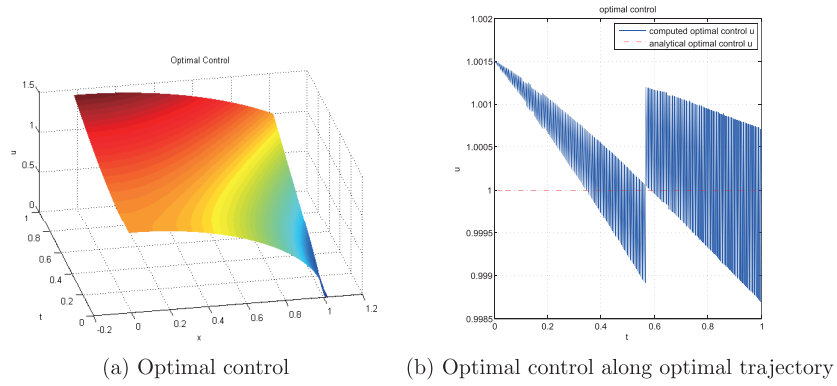 Optimal Control
1.5
1
0.5
0
u
1
0.8
0.6
0.4
0.2
0
t
-0.2
0
0.2
0.4
0.6
0.8
1
1.2
x
(a) Optimal control
optimal control
computed optimal control u
analytical optimal control u
1.002
1.0015
1.001
1.0005
1
0.9995
0.999
0.9985
u
0
0.2
0.4
0.6
0.8
1
t
(b) Optimal control along optimal trajectory